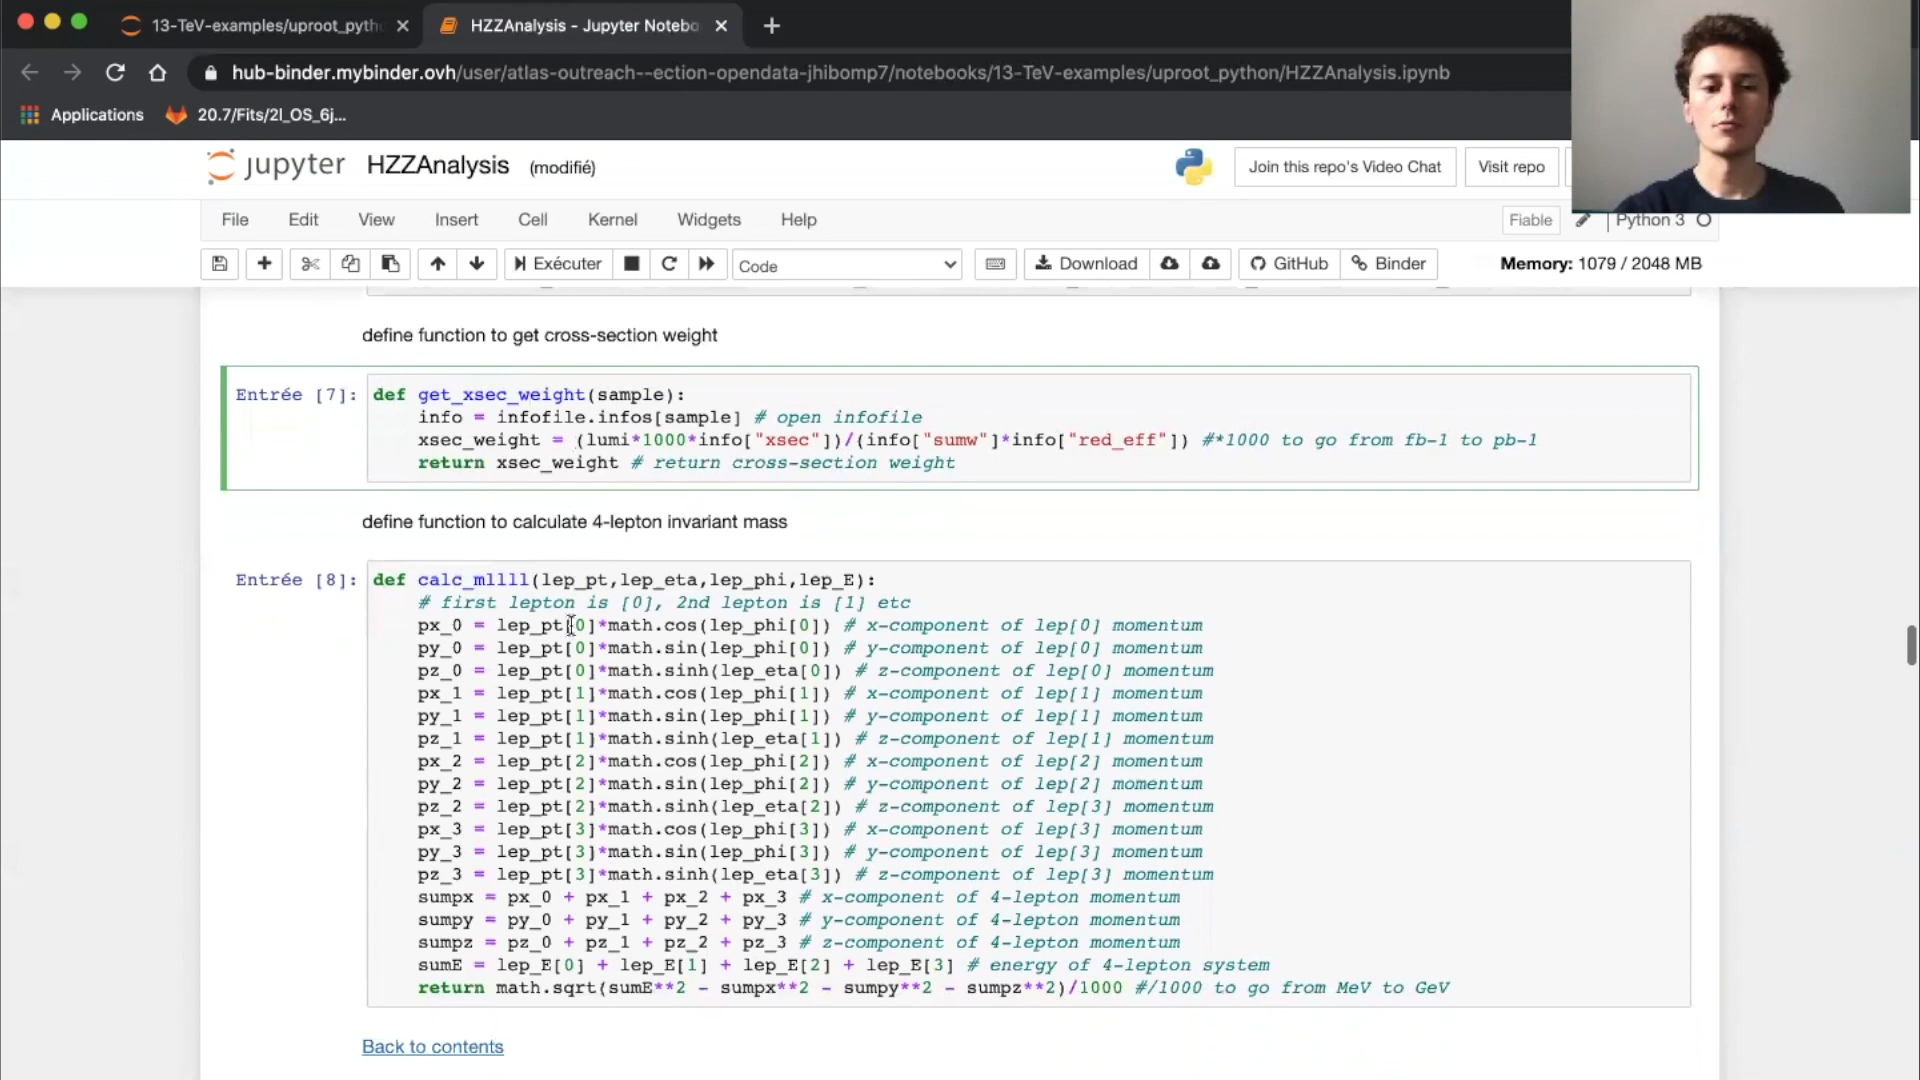 13-TeV-examples/uproot_pyth
HZZAnalysis - Jupyter Notebo
hub-binder.mybinder.ovh/user/atlas-outreach--ection-opendata-jhibomp7/notebooks/13-TeV-examples/uproot_python/HZZAnalysis.ipynb
Applications
20.7/Fits/2l_OS_6j...
jupyter HZZAnalysis (modifié)
Join this repo's Video Chat
Visit repo
File Edit View Insert Cell Kernel Widgets Help
Fiable
Python 3
Exécuter
Code
Download
GitHub
Binder
Memory: 1079 / 2048 MB
define function to get cross-section weight
Entrée [7]: def get_xsec_weight(sample):
info = infofile.infos[sample] # open infofile
xsec_weight = (lumi*1000*info["xsec"])/(info["sumw"]*info["red_eff"]) #*1000 to go from fb-1 to pb-1
return xsec_weight # return cross-section weight
define function to calculate 4-lepton invariant mass
Entrée [8]: def calc_mllll(lep_pt,lep_eta,lep_phi,lep_E):
# first lepton is [0], 2nd lepton is [1] etc
px_0 = lep_pt[0]*math.cos(lep_phi[0]) # x-component of lep[0] momentum
py_0 = lep_pt[0]*math.sin(lep_phi[0]) # y-component of lep[0] momentum
pz_0 = lep_pt[0]*math.sinh(lep_eta[0]) # z-component of lep[0] momentum
px_1 = lep_pt[1]*math.cos(lep_phi[1]) # x-component of lep[1] momentum
py_1 = lep_pt[1]*math.sin(lep_phi[1]) # y-component of lep[1] momentum
pz_1 = lep_pt[1]*math.sinh(lep_eta[1]) # z-component of lep[1] momentum
px_2 = lep_pt[2]*math.cos(lep_phi[2]) # x-component of lep[2] momentum
py_2 = lep_pt[2]*math.sin(lep_phi[2]) # y-component of lep[2] momentum
pz_2 = lep_pt[2]*math.sinh(lep_eta[2]) # z-component of lep[3] momentum
px_3 = lep_pt[3]*math.cos(lep_phi[3]) # x-component of lep[3] momentum
py_3 = lep_pt[3]*math.sin(lep_phi[3]) # y-component of lep[3] momentum
pz_3 = lep_pt[3]*math.sinh(lep_eta[3]) # z-component of lep[3] momentum
sumpx = px_0 + px_1 + px_2 + px_3 # x-component of 4-lepton momentum
sumpy = py_0 + py_1 + py_2 + py_3 # y-component of 4-lepton momentum
sumpz = pz_0 + pz_1 + pz_2 + pz_3 # z-component of 4-lepton momentum
sumE = lep_E[0] + lep_E[1] + lep_E[2] + lep_E[3] # energy of 4-lepton system
return math.sqrt(sumE**2 - sumpx**2 - sumpy**2 - sumpz**2)/1000 #/1000 to go from MeV to GeV
Back to contents